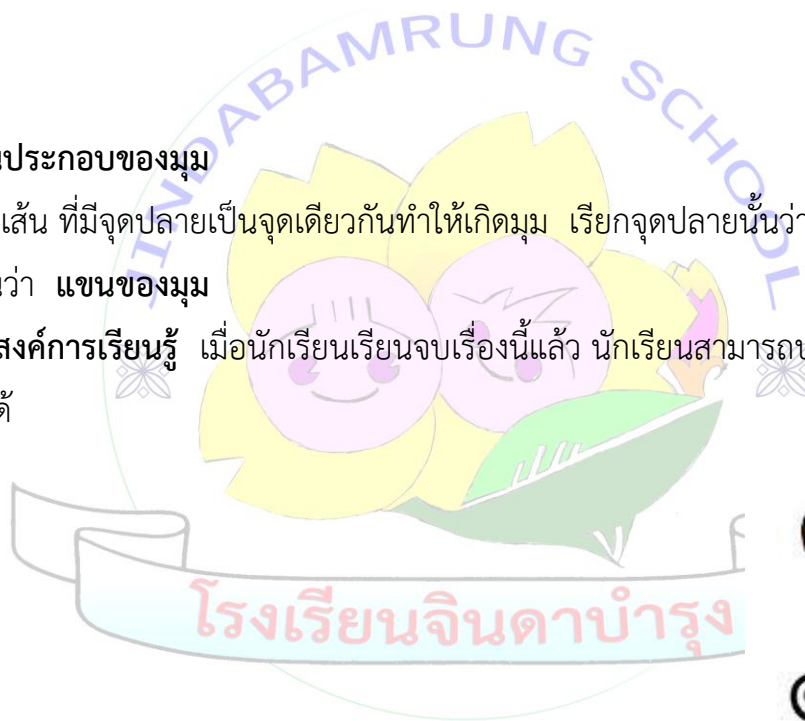 JINDABAMRUNG SCHOOL
นประกอบของมุม
เส้น ที่มีจุดปลายเป็นจุดเดียวกันทำให้เกิดมุม เรียกจุดปลายนั้นว่า
ว่า แขนของมุม
สงค์การเรียนรู้ เมื่อนักเรียนเรียนจบเรื่องนี้แล้ว นักเรียนสามารถ
ด้
โรงเรียนจินดาบำรุง